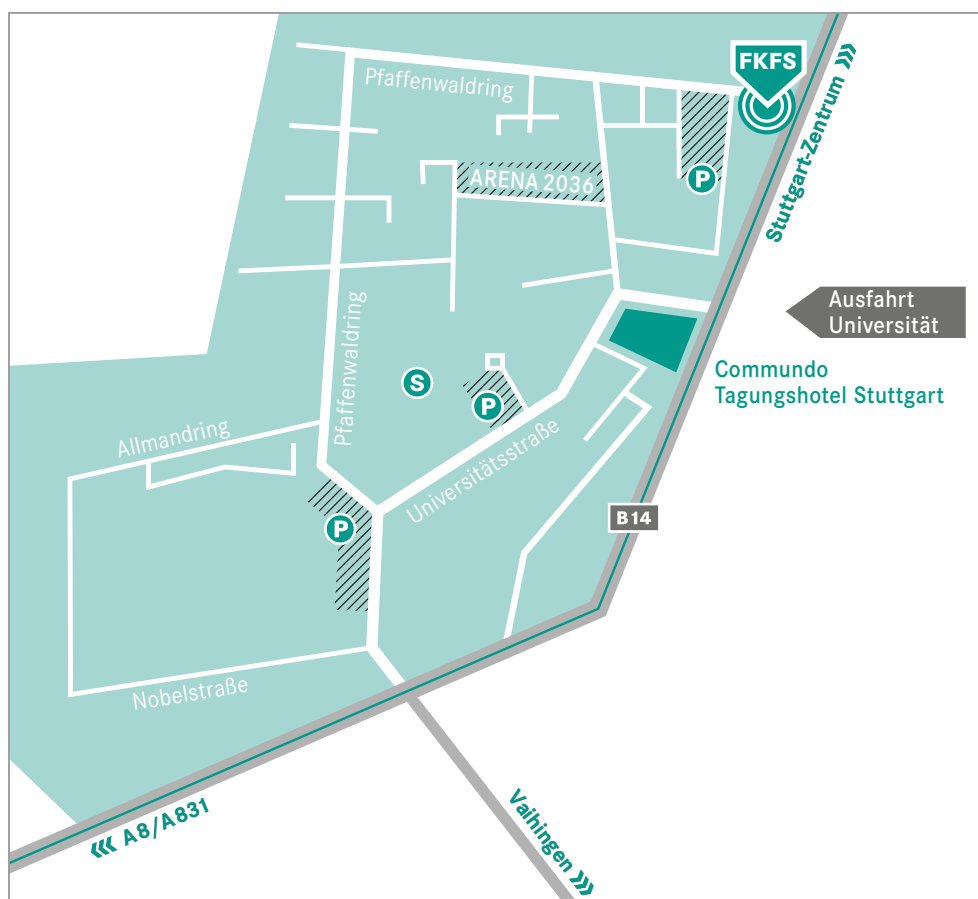 FKFS
Pfaffenwaldring
Stuttgart-Zentrum
P
ARENA 2036
Ausfahrt
Universität
Pfaffenwaldring
Commundo
Tagungshotel Stuttgart
S
P
Allmandring
Universitätsstraße
B14
P
Nobelstraße
A8/A831
Vaihingen